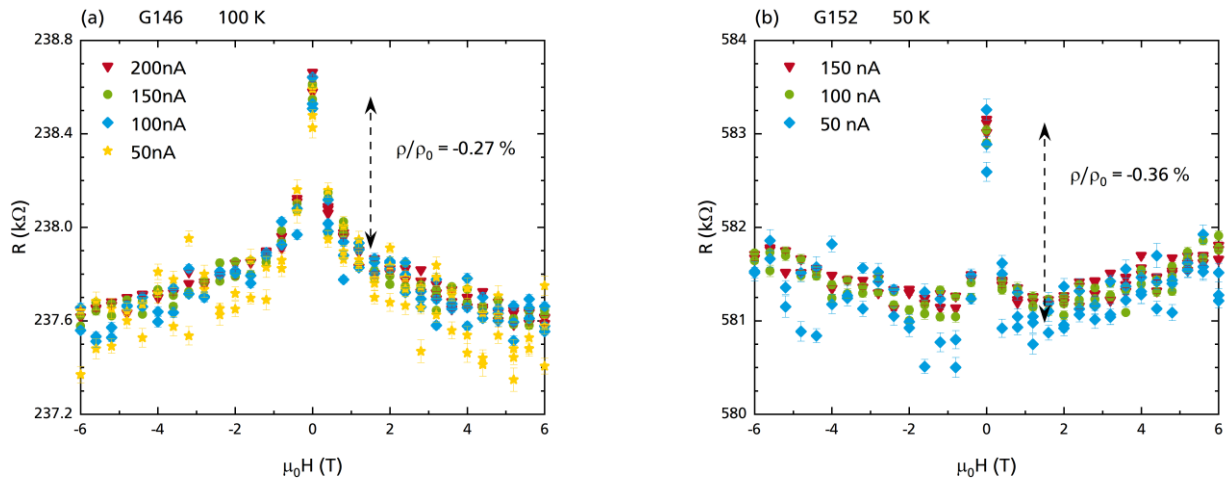 (a) G146 100 K
238.8
238.4
238.0
237.6
237.2
R (kΩ)
200nA
150nA
100nA
50nA
ρ/ρ0 = -0.27 %
-6 -4 -2 0 2 4 6
μ0H (T)
(b) G152 50 K
584
583
582
581
580
R (kΩ)
150 nA
100 nA
50 nA
ρ/ρ0 = -0.36 %
-6 -4 -2 0 2 4 6
μ0H (T)